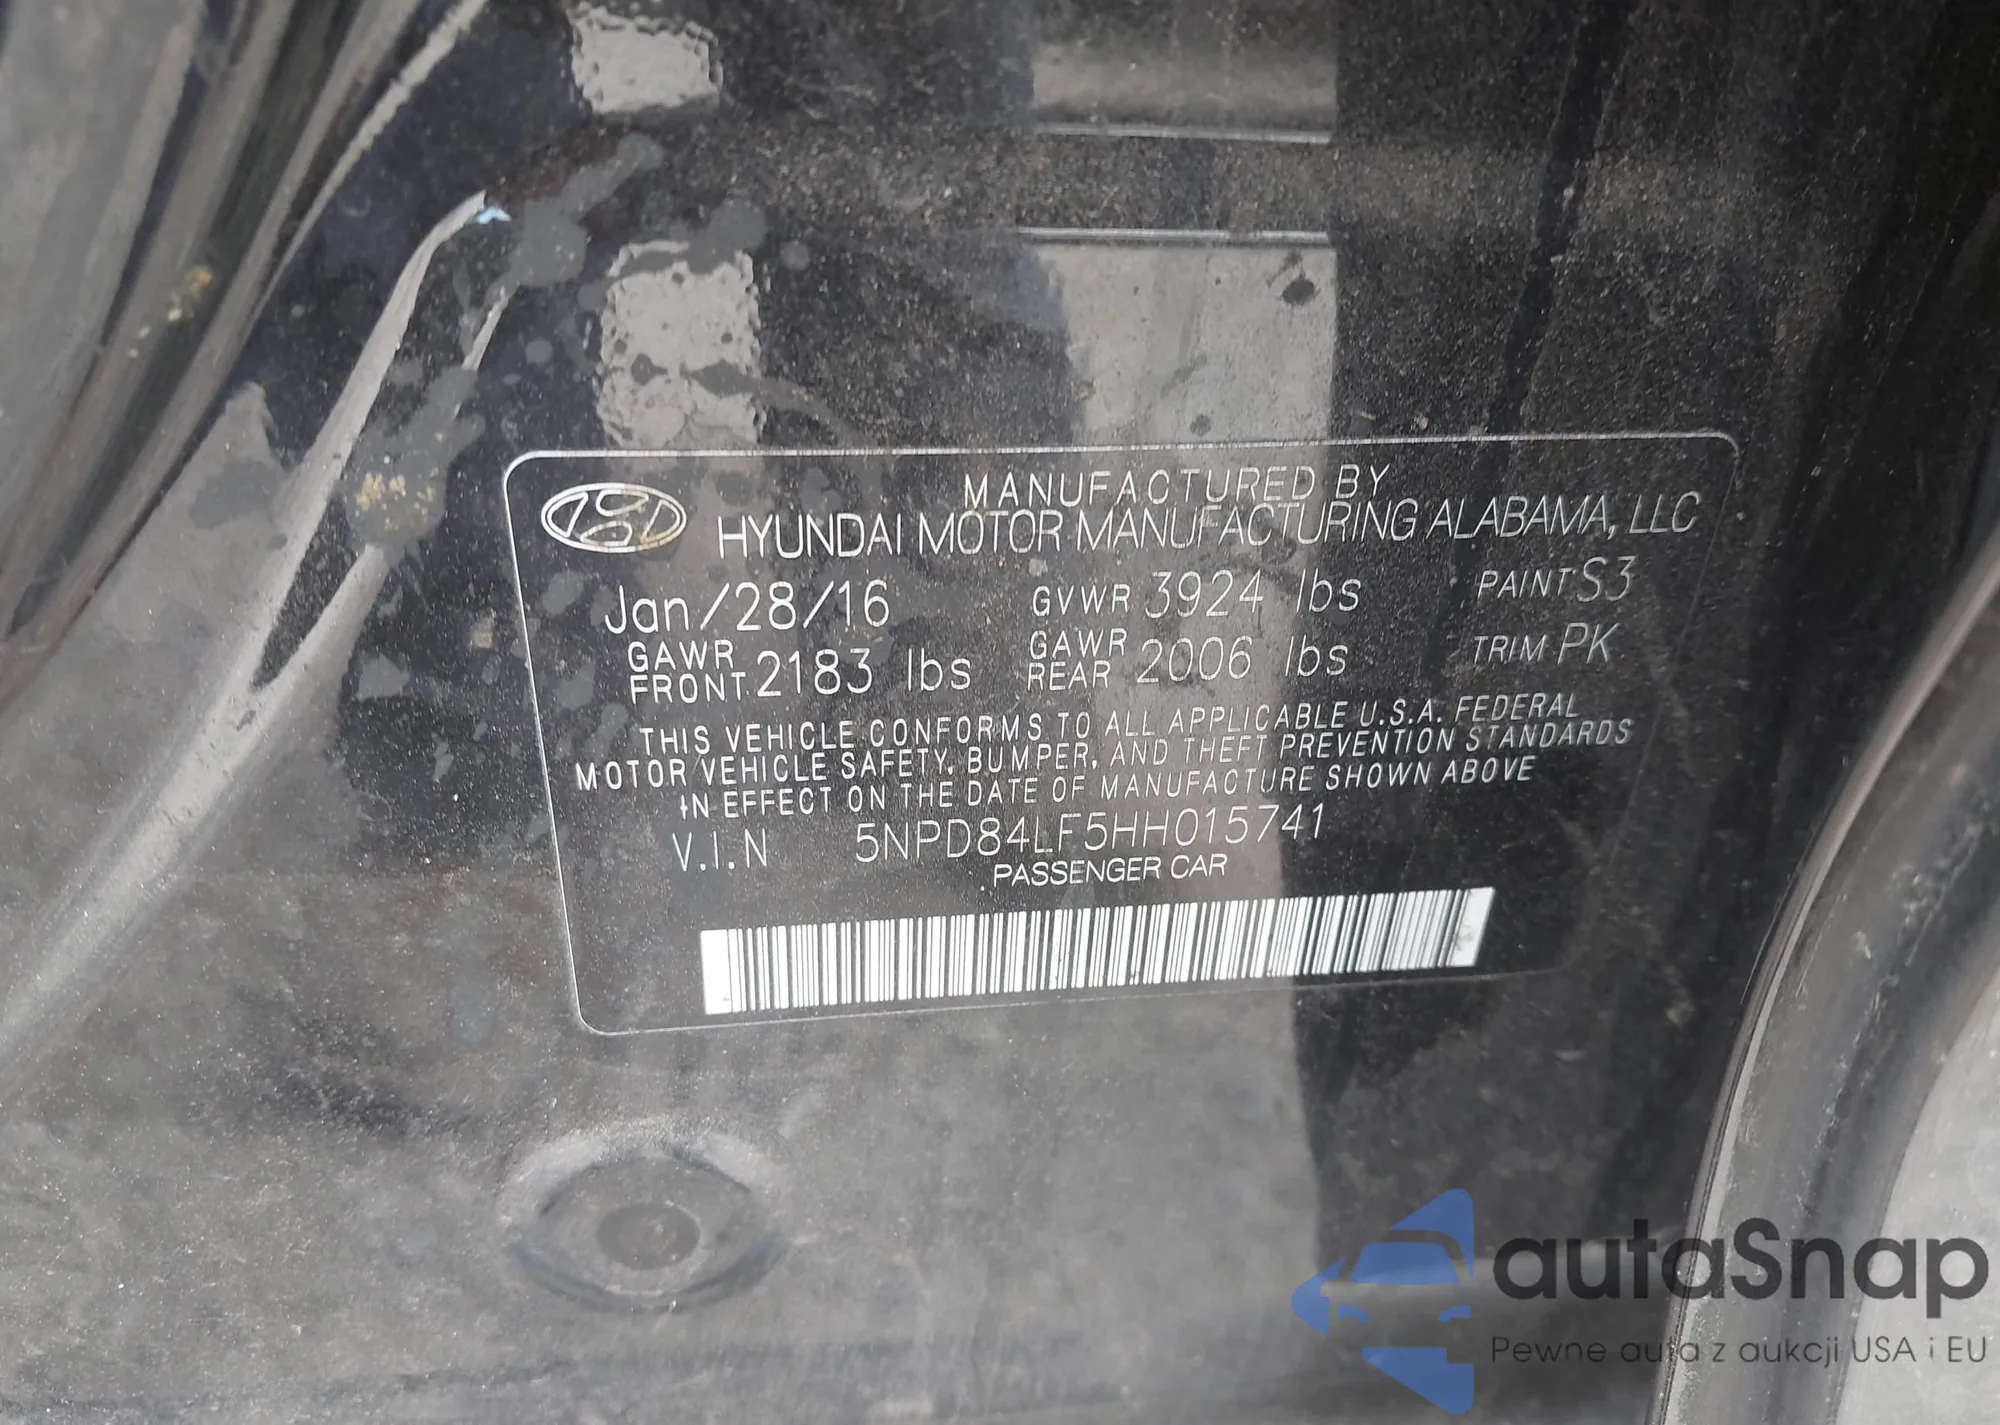 MANUFACTURED BY
HYUNDAI MOTOR MANUFACTURING ALABAMA, LLC
Jan/28/16 GVWR 3924 lbs PAINT S3
GAWR FRONT 2183 lbs GAWR REAR 2006 lbs TRIM PK
THIS VEHICLE CONFORMS TO ALL APPLICABLE U.S.A. FEDERAL
MOTOR VEHICLE SAFETY, BUMPER, AND THEFT PREVENTION STANDARDS
IN EFFECT ON THE DATE OF MANUFACTURE SHOWN ABOVE
V.I.N 5NPD84LF5HH015741
PASSENGER CAR
autaSnap
Pewne auta z aukcji USA i EU